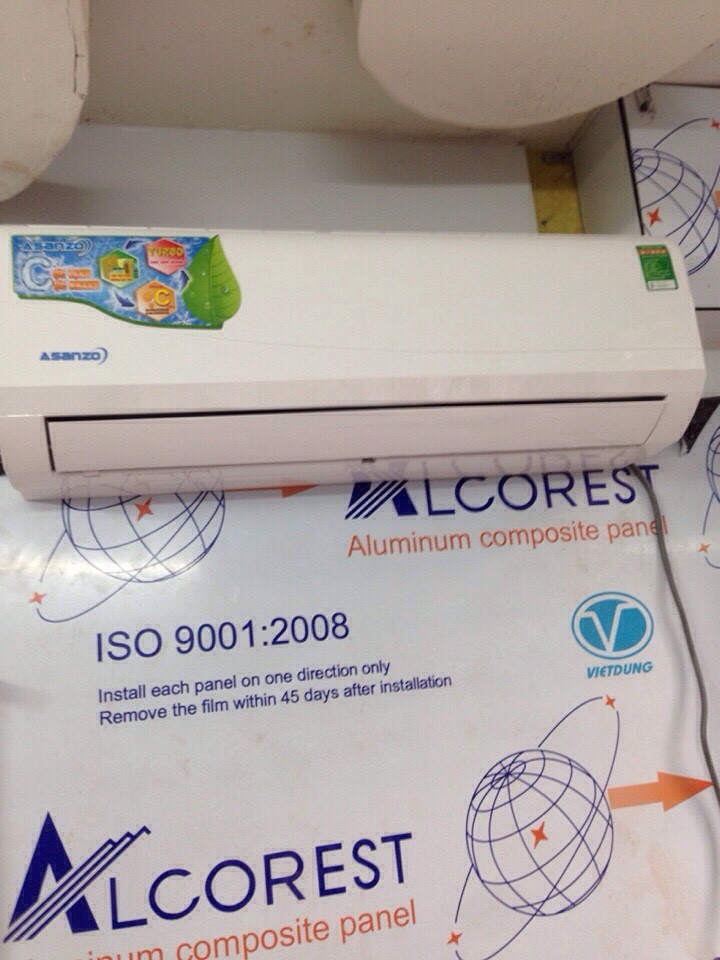 Asanzo
TURBO
C
Asanzo
ALCOREST
Aluminum composite panel
ISO 9001:2008
Install each panel on one direction only
Remove the film within 45 days after installation
V
VIETDUNG
ALCOREST
composite panel